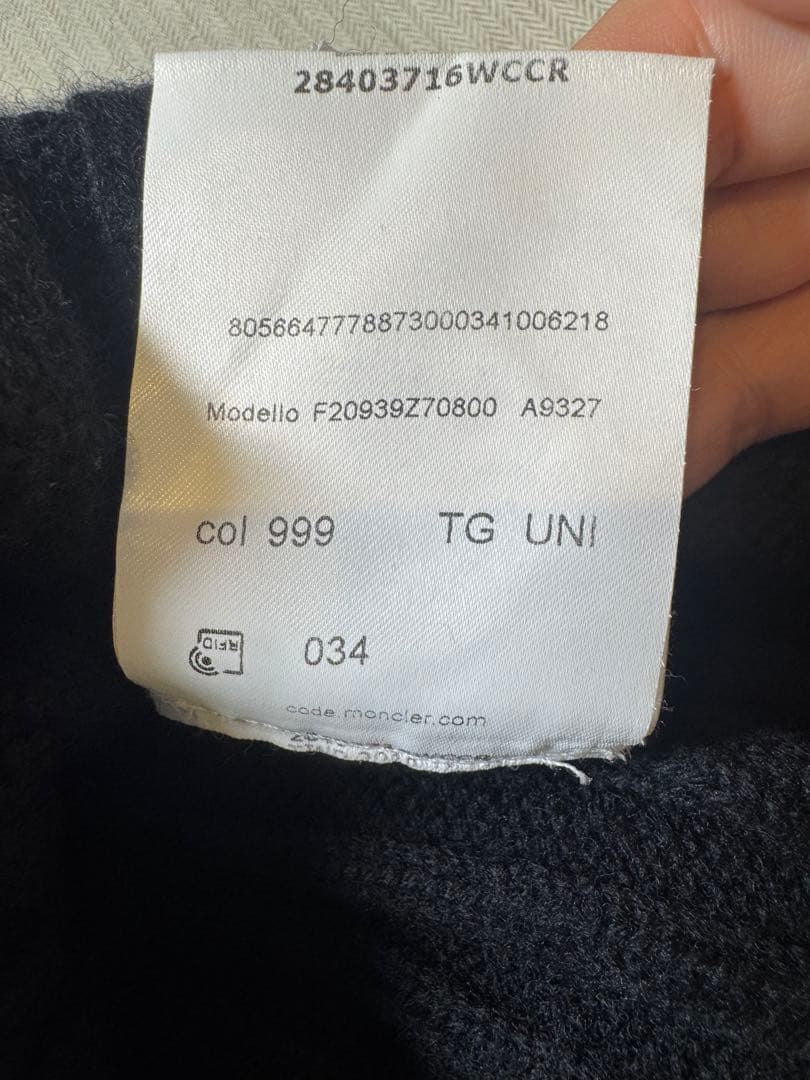 28403716WCCR
8056647778873000341006218
Modello F20939Z70800 A9327
col 999 TG UNI
RFID 034
code.moncler.com